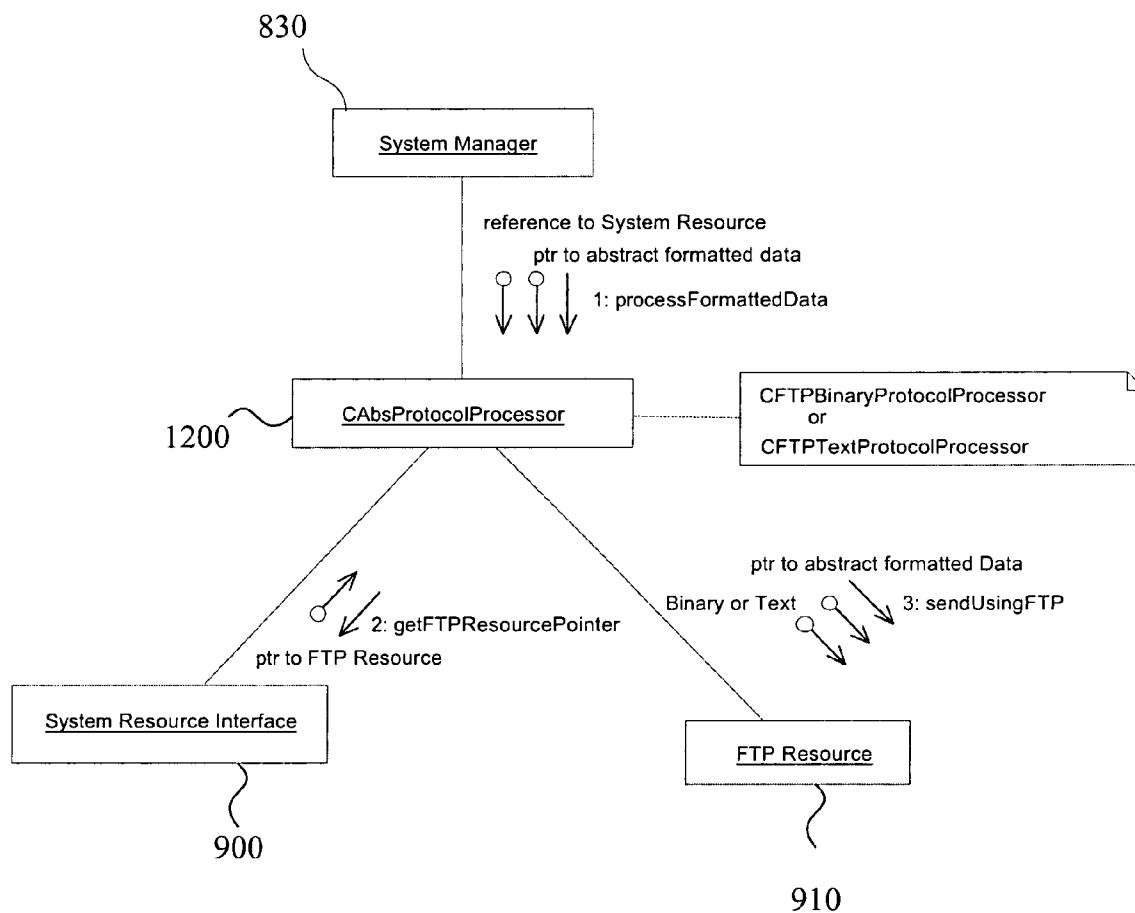 830
System Manager
reference to System Resource
ptr to abstract formatted data
1: processFormattedData
CAbsProtocolProcessor
1200
CFTPBinaryProtocolProcessor
or
CFTPTextProtocolProcessor
ptr to abstract formatted Data
Binary or Text
3: sendUsingFTP
2: getFTPResourcePointer
ptr to FTP Resource
System Resource Interface
FTP Resource
900
910